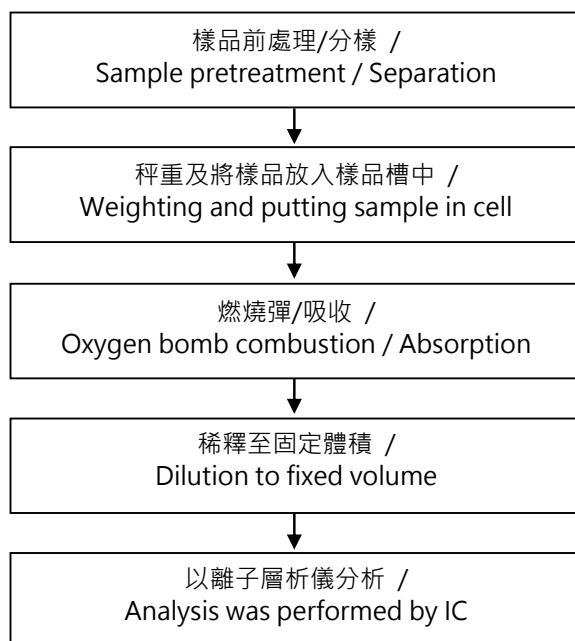 樣品前處理/分樣 /
Sample pretreatment / Separation
秤重及將樣品放入樣品槽中 /
Weighting and putting sample in cell
燃燒彈/吸收 /
Oxygen bomb combustion / Absorption
稀釋至固定體積 /
Dilution to fixed volume
以離子層析儀分析 /
Analysis was performed by IC